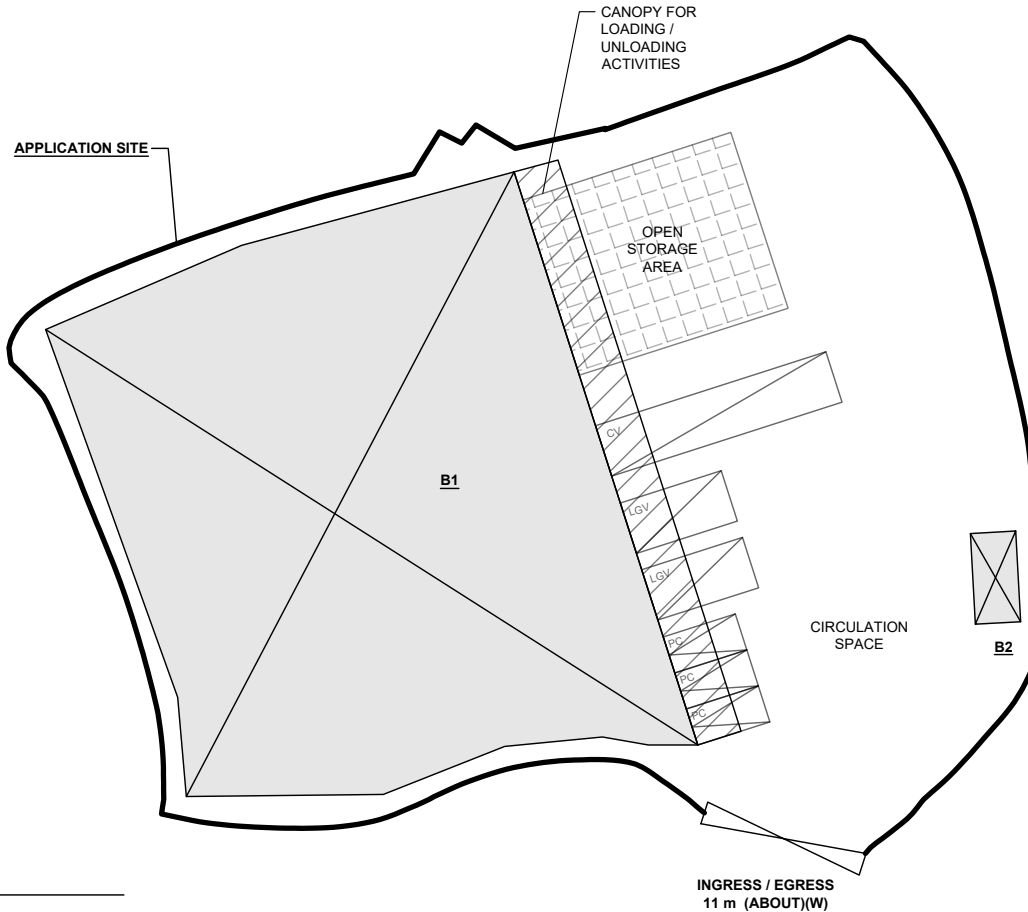 CANOPY FOR
LOADING /
UNLOADING
ACTIVITIES
APPLICATION SITE
OPEN
STORAGE
AREA
CV
B1
LGV
LGV
PC
CIRCULATION
SPACE
B2
PC
PC
INGRESS / EGRESS
11 m (ABOUT)(W)